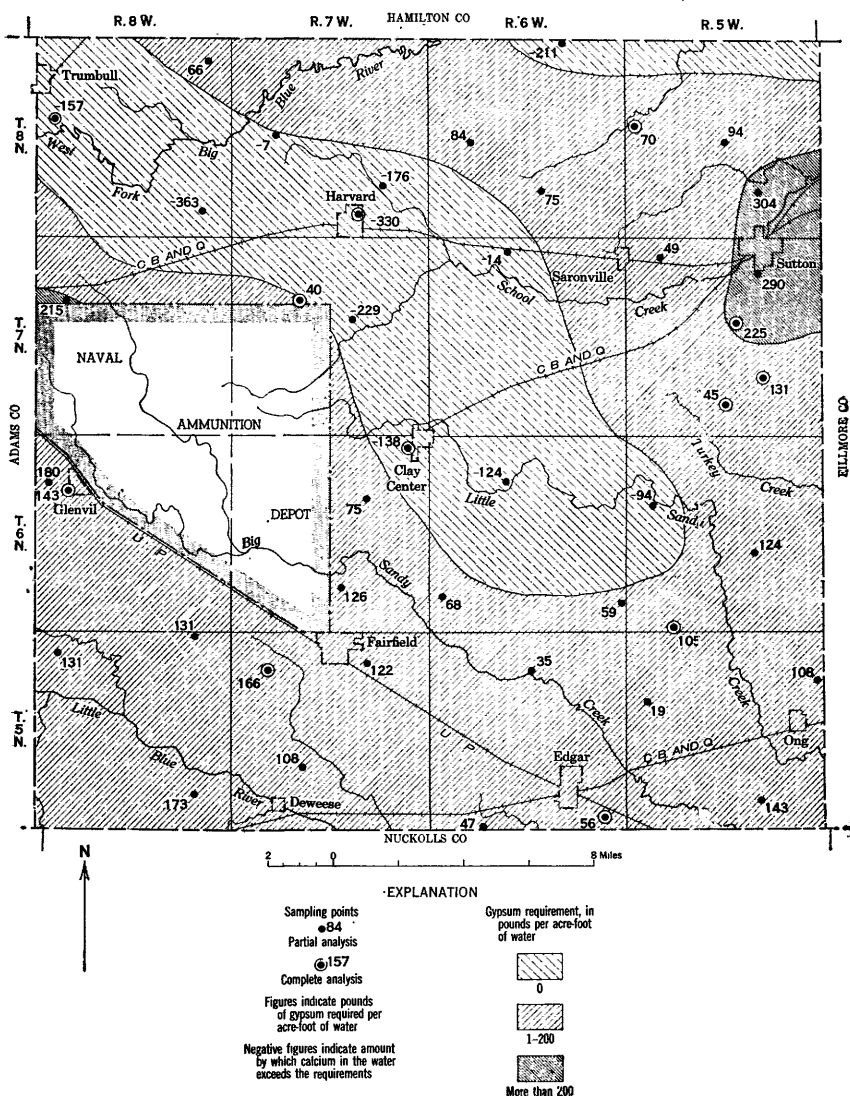 R. 8 W.
R. 7 W.
HAMILTON CO
R. 6 W.
R. 5 W.
T. 8 N.
T. 7 N.
T. 6 N.
T. 5 N.
ADAMS CO
FILLMORE CO
66
-211
Trumbull
-157
Blue
River
-7
84
70
94
West
Fork
Big
-176
75
304
-363
Harvard
-330
C B AND Q
-14
49
Saronville
Sutton
290
School
Creek
40
215
229
225
C B AND Q
NAVAL
AMMUNITION
DEPOT
131
45
-138
Clay
Center
Turkey
Creek
180
143
Glenvil
75
-124
Little
-94
Sandy
124
U P
Big
Sandy
126
68
59
105
131
131
Fairfield
122
166
35
108
Creek
19
Creek
Little
Blue
River
108
173
Deweese
U P
Edgar
C B AND Q
Ong
143
47
56
NUCKOLLS CO
N
2 0 8 Miles
EXPLANATION
Sampling points
84
Partial analysis
157
Complete analysis
Figures indicate pounds
of gypsum required per
acre-foot of water
Negative figures indicate amount
by which calcium in the water
exceeds the requirements
Gypsum requirement, in
pounds per acre-foot
of water
0
1-200
More than 200